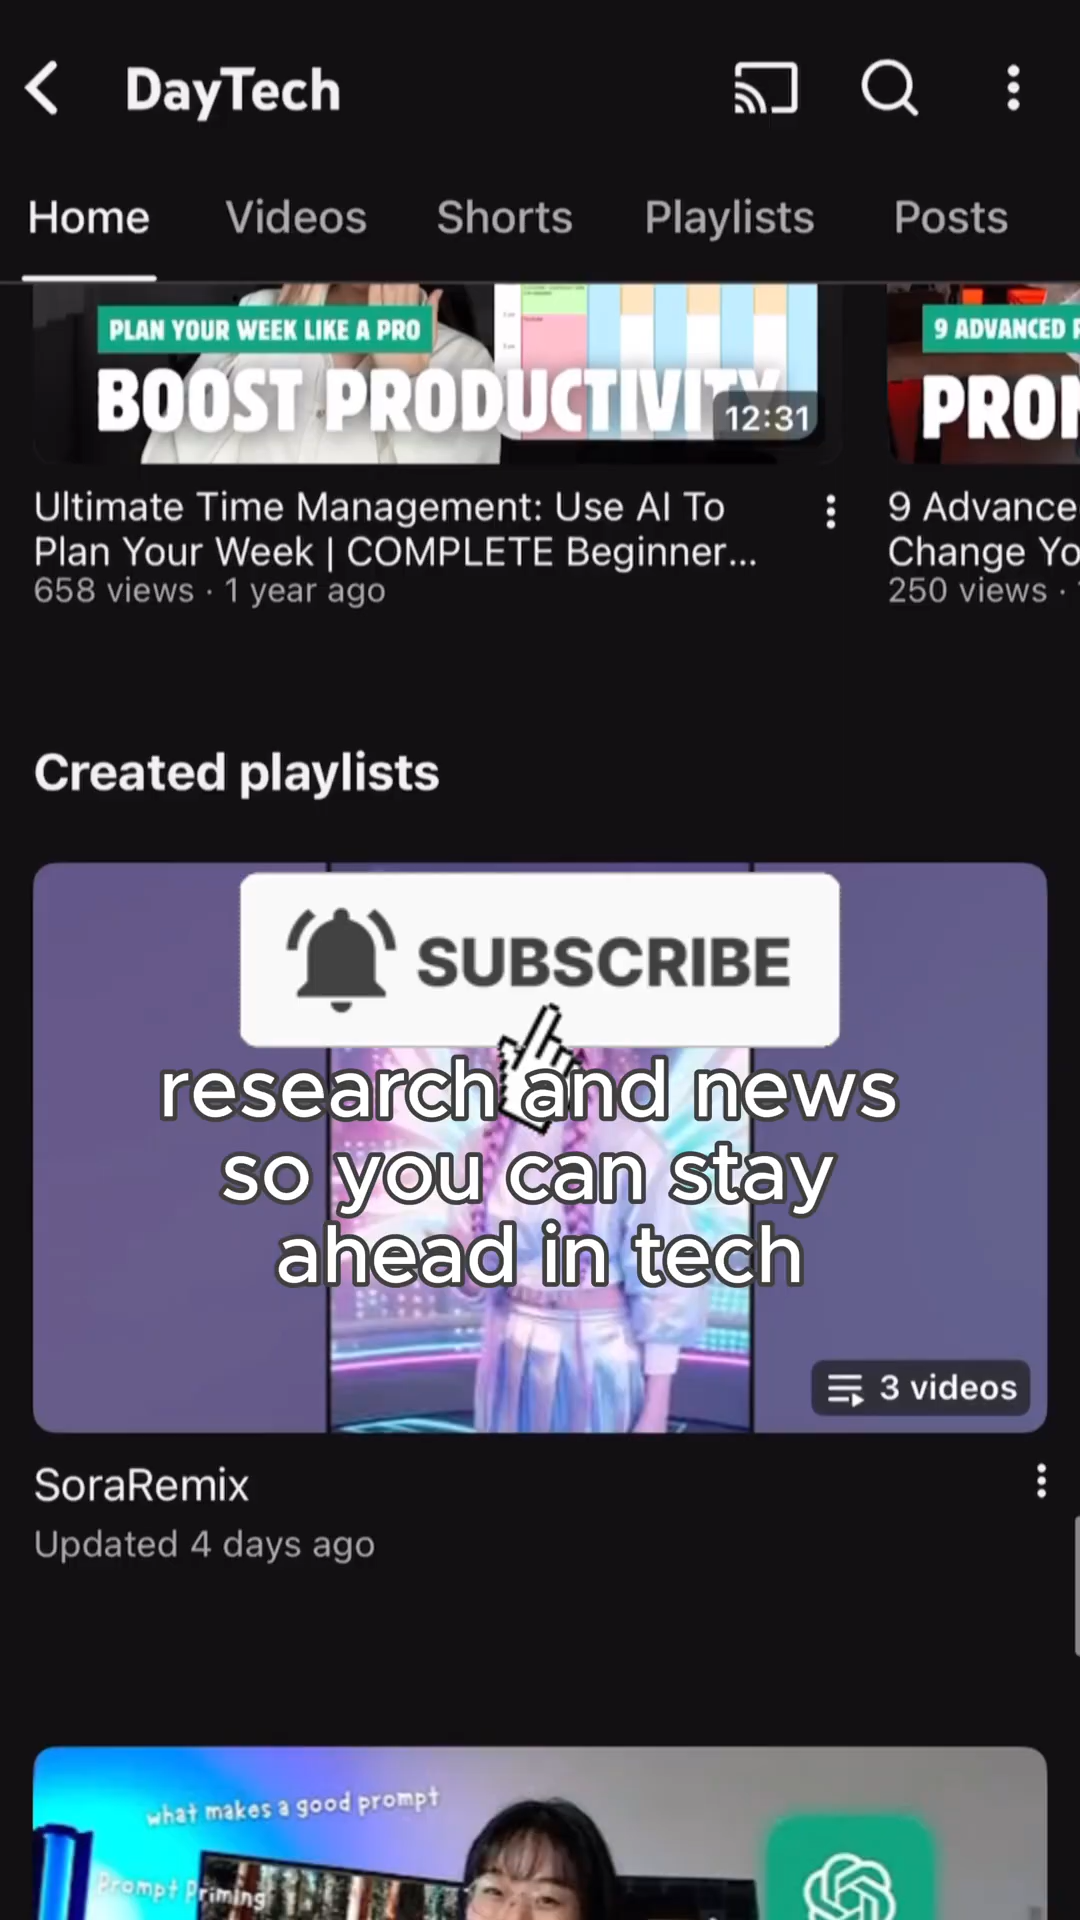 DayTech
Home Videos Shorts Playlists Posts
PLAN YOUR WEEK LIKE A PRO
BOOST PRODUCTIVITY
12:31
9 ADVANCED
Ultimate Time Management: Use AI To
Plan Your Week | COMPLETE Beginner...
658 views · 1 year ago
9 Advance
Change Yo
250 views ·
Created playlists
SUBSCRIBE
research and news
so you can stay
ahead in tech
3 videos
SoraRemix
Updated 4 days ago
what makes a good prompt
Prompt Priming